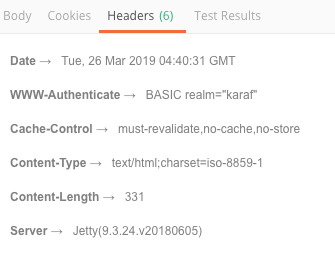 Body Cookies Headers (6) Test Results
Date → Tue, 26 Mar 2019 04:40:31 GMT
WWW-Authenticate → BASIC realm="karaf"
Cache-Control → must-revalidate,no-cache,no-store
Content-Type → text/html;charset=iso-8859-1
Content-Length → 331
Server → Jetty(9.3.24.v20180605)